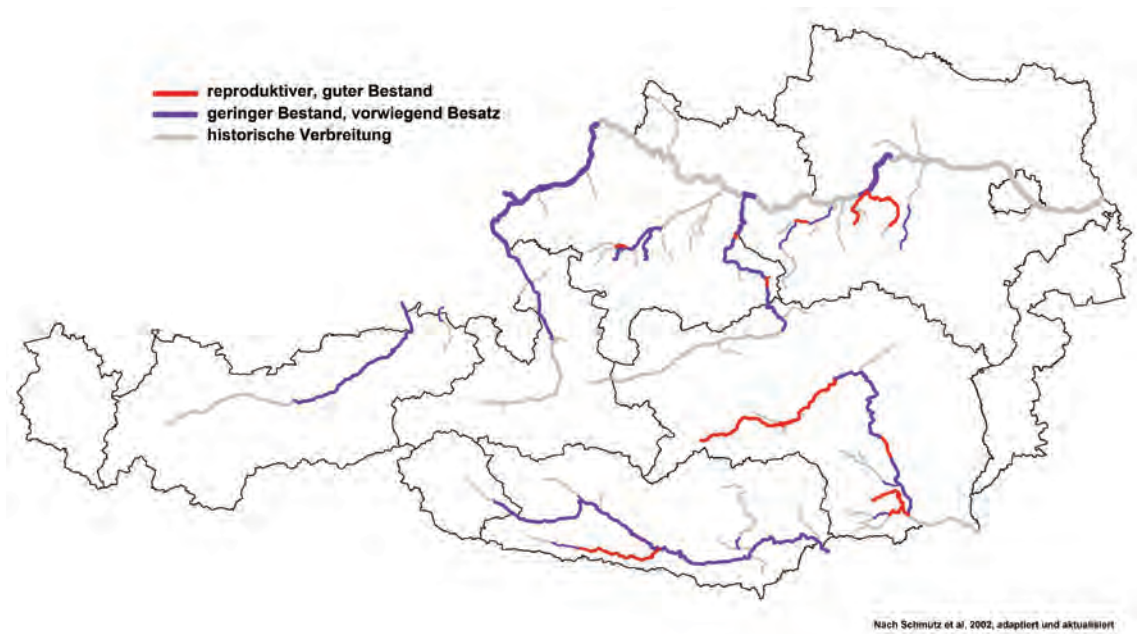 reproduktiver, guter Bestand
geringer Bestand, vorwiegend Besatz
historische Verbreitung
Nach Schmutz et al. 2002, adaptiert und aktualisiert